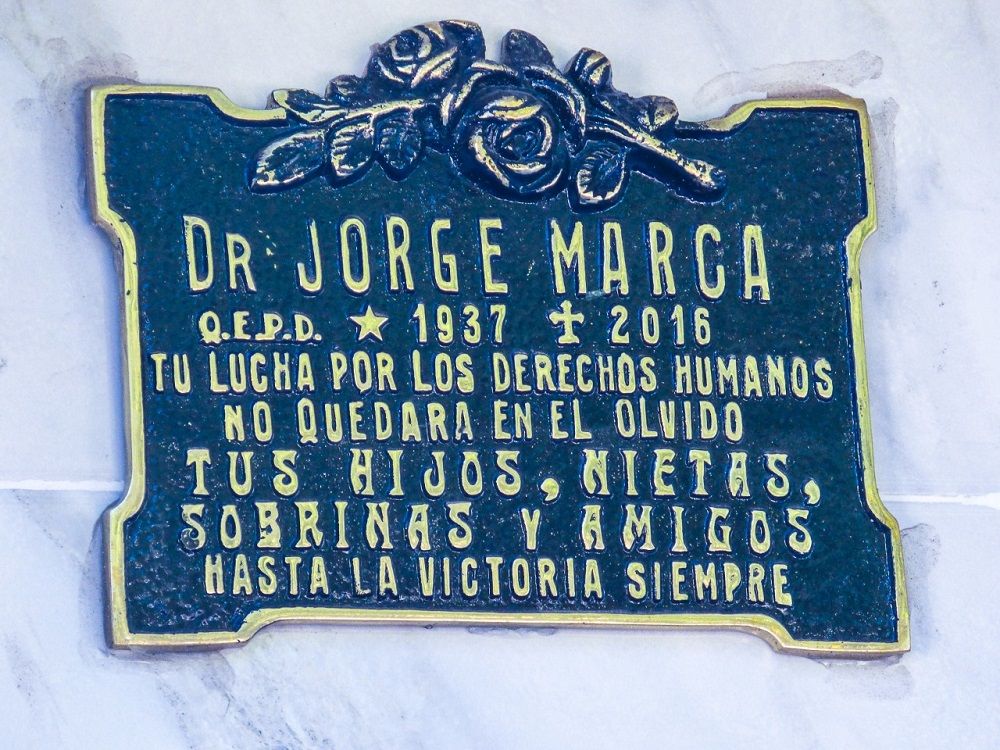 DR. JORGE MARCA
Q.E.P.D. ★ 1937 ✝ 2016
TU LUCHA POR LOS DERECHOS HUMANOS
NO QUEDARA EN EL OLVIDO
TUS HIJOS, NIETAS,
SOBRINAS Y AMIGOS
HASTA LA VICTORIA SIEMPRE